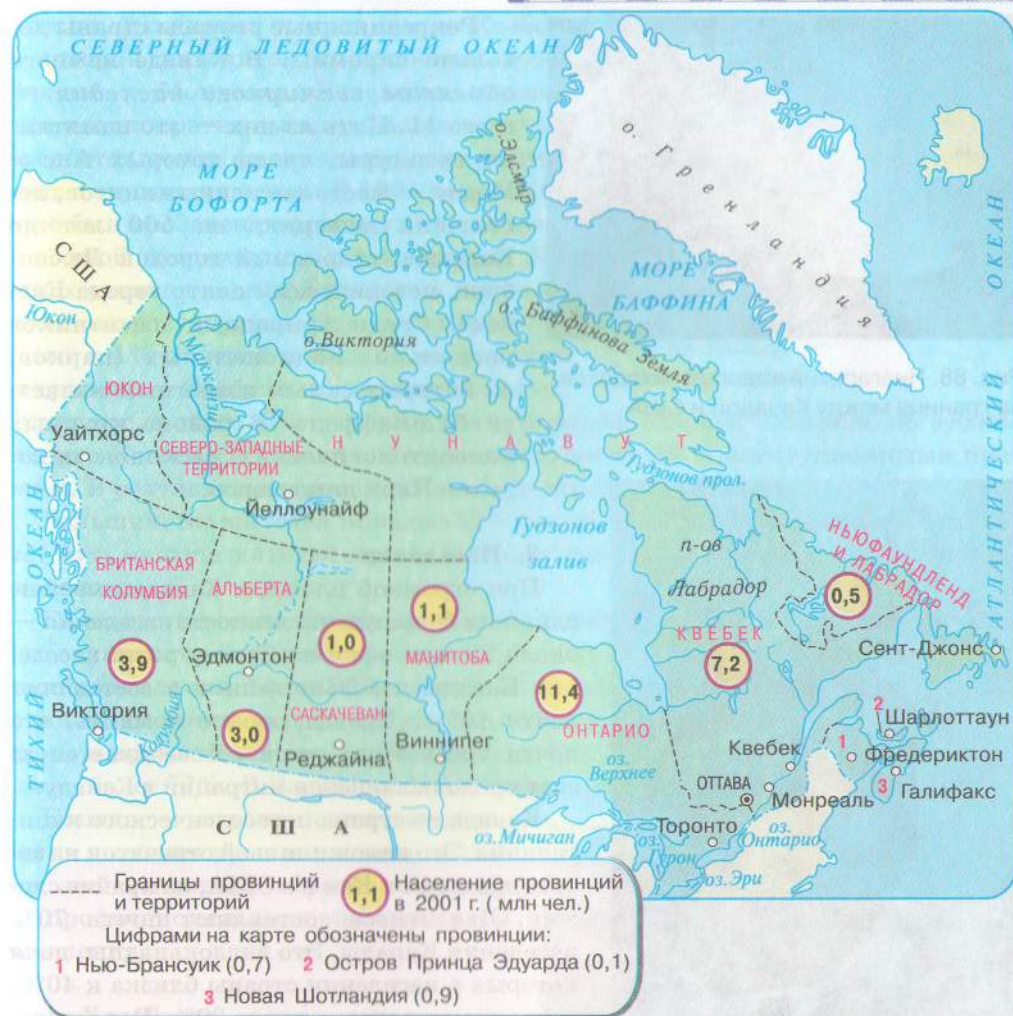 СЕВЕРНЫЙ ЛЕДОВИТЫЙ ОКЕАН
МОРЕ
БОФОРТА
о. Элсмир
о. Гренландия
США
МОРЕ
БАФФИНА
АТЛАНТИЧЕСКИЙ ОКЕАН
Юкон
Маккензи
о.Виктория
о. Баффинова Земля
ЮКОН
Уайтхорс
СЕВЕРО-ЗАПАДНЫЕ
ТЕРРИТОРИИ
НУНАВУТ
Гудзонов прол.
Йеллоунайф
Гудзонов
залив
п-ов
Лабрадор
НЬЮФАУНДЛЕНД
И ЛАБРАДОР
0,5
ТИХИЙ ОКЕАН
БРИТАНСКАЯ
КОЛУМБИЯ
АЛЬБЕРТА
1,0
1,1
МАНИТОБА
КВЕБЕК
7,2
Сент-Джонс
3,9
Эдмонтон
11,4
Виктория
3,0
САСКАЧЕВАН
Реджайна
Виннипег
ОНТАРИО
оз.
Верхнее
Квебек
2
Шарлоттаун
1
Фредериктон
3
Галифакс
ОТТАВА
Монреаль
США
оз. Мичиган
Торонто
оз.
Онтарио
оз.
оз. Эри
Границы провинций
и территорий
1,1
Население провинций
в 2001 г. ( млн чел.)
Цифрами на карте обозначены провинции:
1 Нью-Брансуик (0,7) 2 Остров Принца Эдуарда (0,1)
3 Новая Шотландия (0,9)